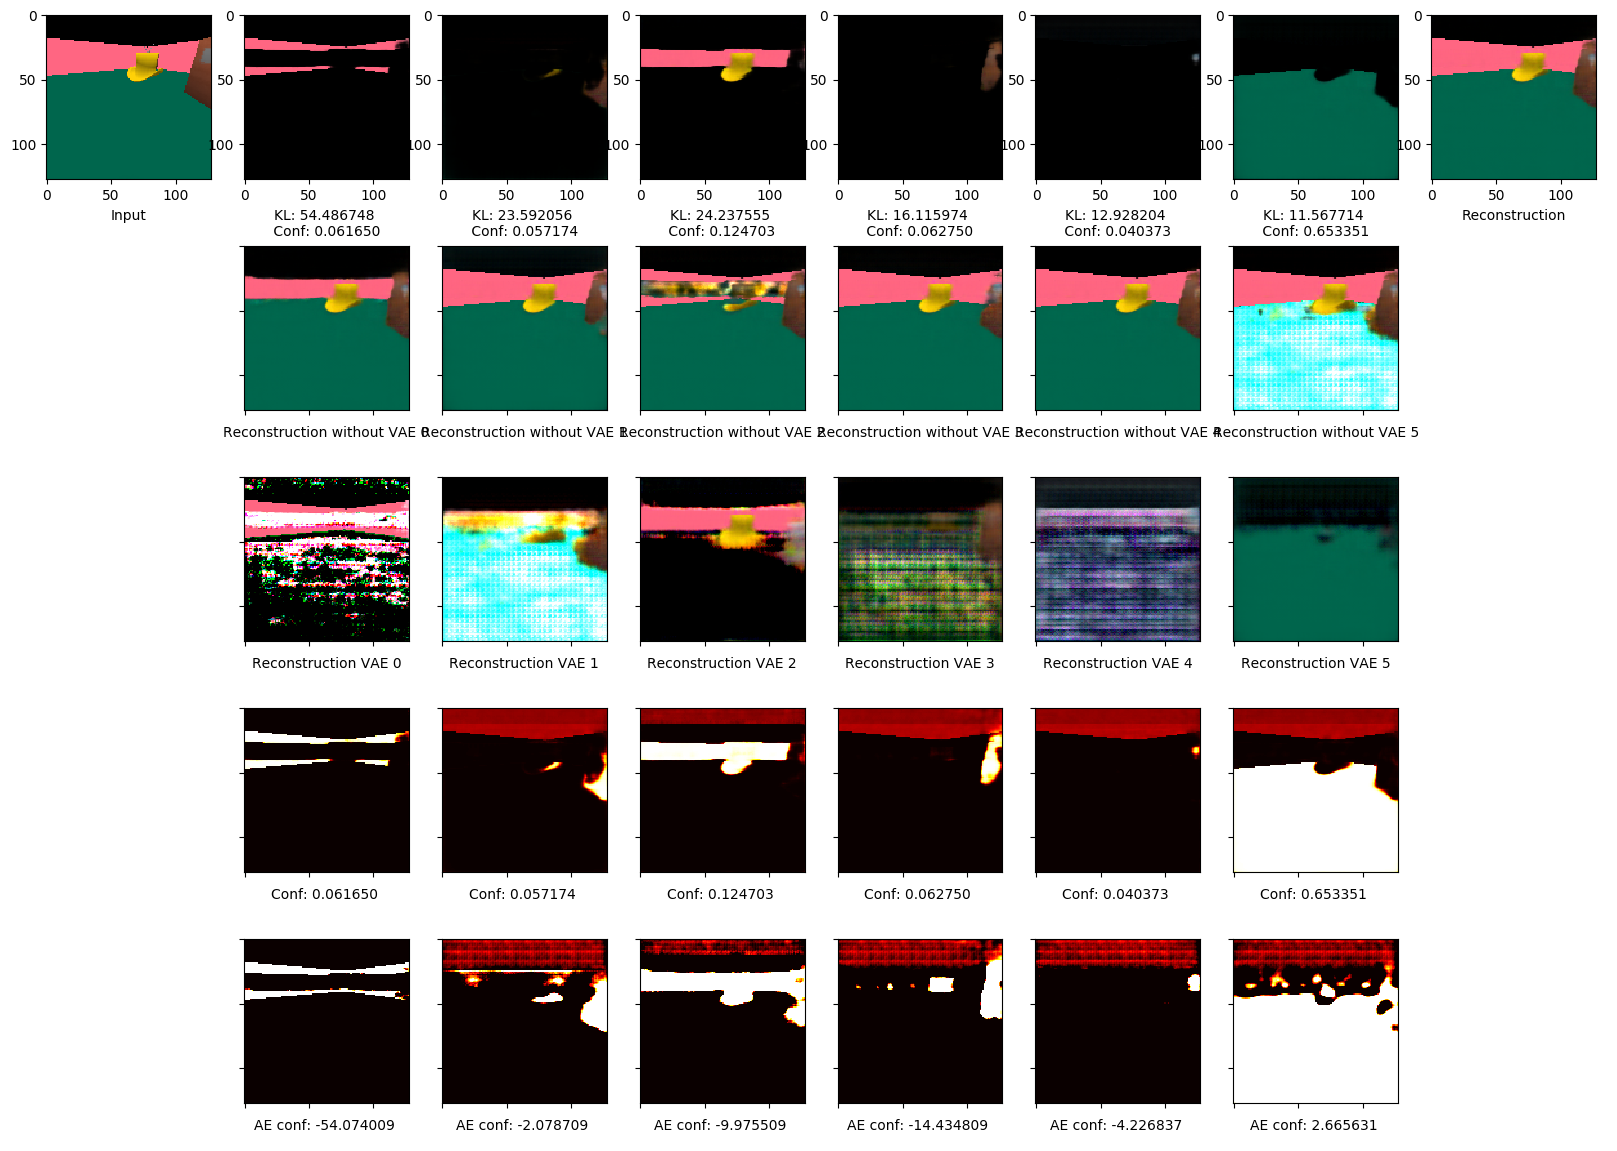 0
50
100
0 50 100
Input
0
50
100
0 50 100
KL: 54.486748
Conf: 0.061650
0
50
100
0 50 100
KL: 23.592056
Conf: 0.057174
0
50
100
0 50 100
KL: 24.237555
Conf: 0.124703
0
50
100
0 50 100
KL: 16.115974
Conf: 0.062750
0
50
100
0 50 100
KL: 12.928204
Conf: 0.040373
0
50
100
0 50 100
KL: 11.567714
Conf: 0.653351
0
50
100
0 50 100
Reconstruction
Reconstruction without VAE 0
Reconstruction without VAE 1
Reconstruction without VAE 2
Reconstruction without VAE 3
Reconstruction without VAE 4
Reconstruction without VAE 5
Reconstruction VAE 0
Reconstruction VAE 1
Reconstruction VAE 2
Reconstruction VAE 3
Reconstruction VAE 4
Reconstruction VAE 5
Conf: 0.061650
Conf: 0.057174
Conf: 0.124703
Conf: 0.062750
Conf: 0.040373
Conf: 0.653351
AE conf: -54.074009
AE conf: -2.078709
AE conf: -9.975509
AE conf: -14.434809
AE conf: -4.226837
AE conf: 2.665631